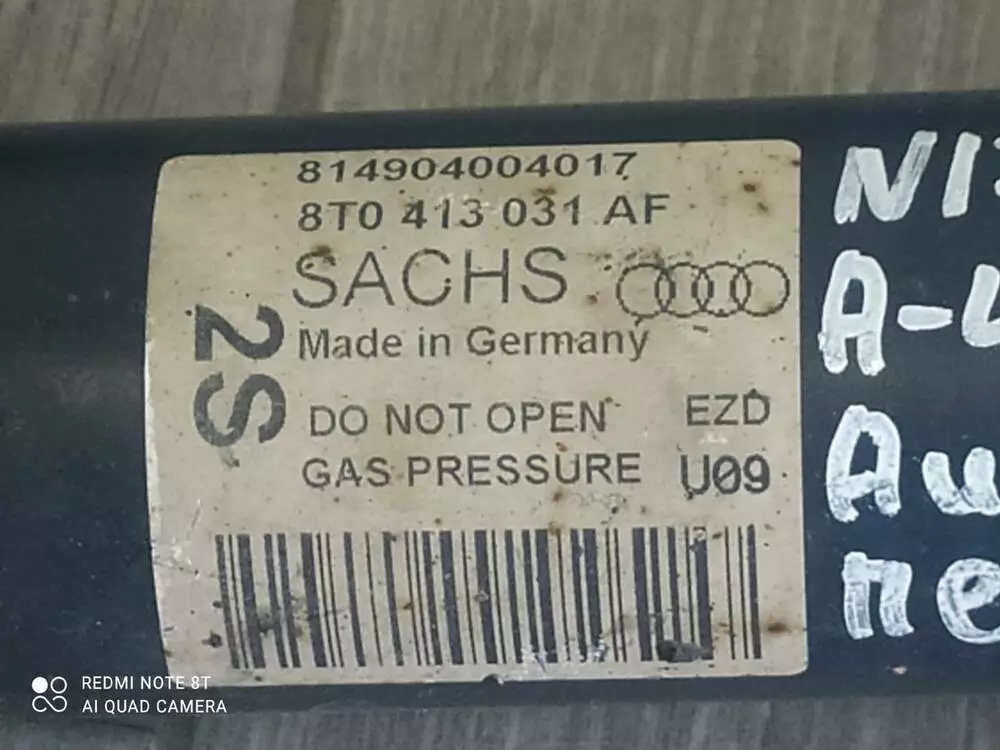 814904004017
8T0 413 031 AF
SACHS
2S
Made in Germany
DO NOT OPEN EZD
GAS PRESSURE U09
REDMI NOTE 8T
AI QUAD CAMERA